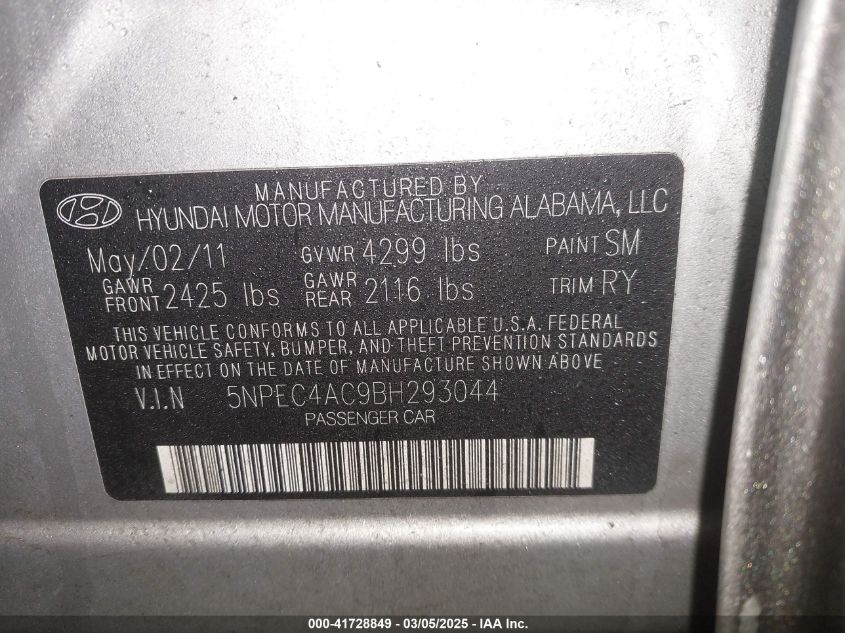 MANUFACTURED BY
HYUNDAI MOTOR MANUFACTURING ALABAMA, LLC
May/02/11 GVWR 4299 lbs PAINT SM
GAWR FRONT 2425 lbs GAWR REAR 2116 lbs TRIM RY
THIS VEHICLE CONFORMS TO ALL APPLICABLE U.S.A. FEDERAL
MOTOR VEHICLE SAFETY, BUMPER, AND THEFT PREVENTION STANDARDS
IN EFFECT ON THE DATE OF MANUFACTURE SHOWN ABOVE
V.I.N 5NPEC4AC9BH293044
PASSENGER CAR
000-41728849 - 03/05/2025 - IAA Inc.